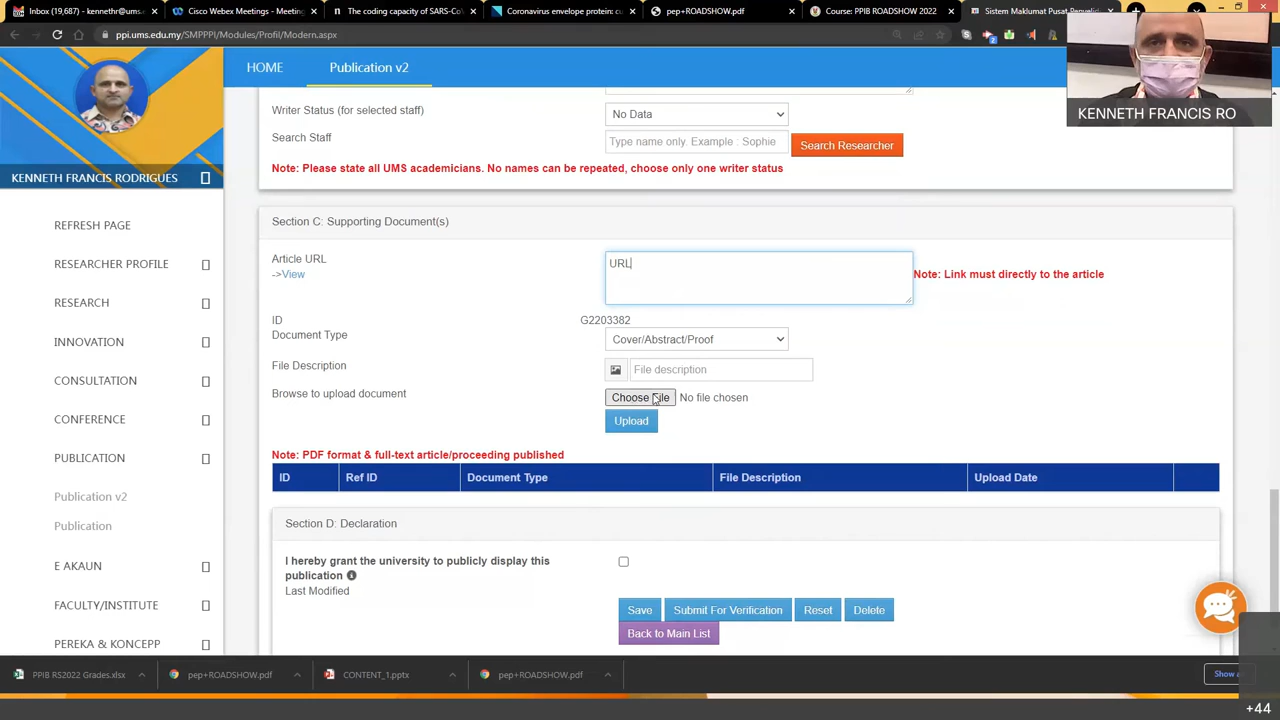 Inbox (19,687) - kennethr@ums.e
Cisco Webex Meetings - Meeting
The coding capacity of SARS-CoV
Coronavirus envelope protein: cu
pep+ROADSHOW.pdf
Course: PPIB ROADSHOW 2022
Sistem Maklumat Pusat Penyelid
ppi.ums.edu.my/SMPPPI/Modules/Profil/Modern.aspx
HOME
Publication v2
KENNETH FRANCIS RO
KENNETH FRANCIS RODRIGUES
REFRESH PAGE
RESEARCHER PROFILE
RESEARCH
INNOVATION
CONSULTATION
CONFERENCE
PUBLICATION
Publication v2
Publication
E AKAUN
FACULTY/INSTITUTE
PEREKA & KONCEPP
Writer Status (for selected staff)
No Data
Search Staff
Type name only. Example : Sophie
Search Researcher
Note: Please state all UMS academicians. No names can be repeated, choose only one writer status
Section C: Supporting Document(s)
Article URL
->View
URL
Note: Link must directly to the article
ID
G2203382
Document Type
Cover/Abstract/Proof
File Description
File description
Browse to upload document
Choose File
No file chosen
Upload
Note: PDF format & full-text article/proceeding published
ID
Ref ID
Document Type
File Description
Upload Date
Section D: Declaration
I hereby grant the university to publicly display this
publication
Last Modified
Save
Submit For Verification
Reset
Delete
Back to Main List
PPIB RS2022 Grades.xlsx
pep+ROADSHOW.pdf
CONTENT_1.pptx
pep+ROADSHOW.pdf
Show
+44